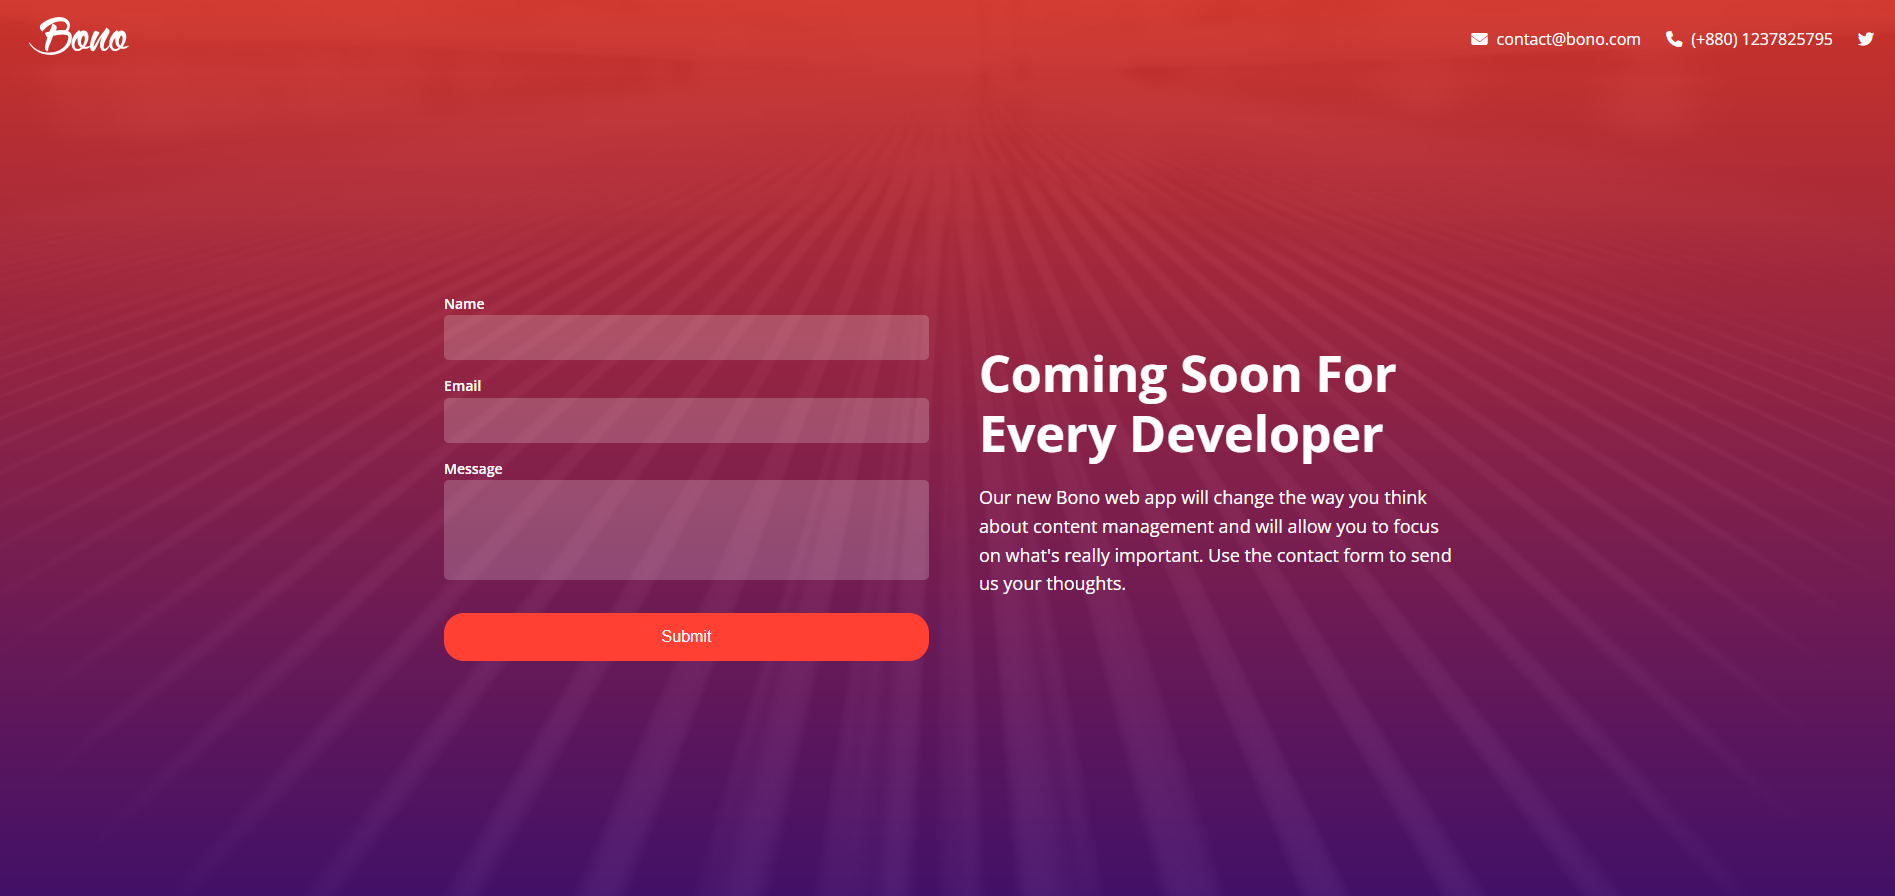 Bono
contact@bono.com
(+880) 1237825795
Name
Email
Message
Submit
Coming Soon For
Every Developer
Our new Bono web app will change the way you think
about content management and will allow you to focus
on what's really important. Use the contact form to send
us your thoughts.